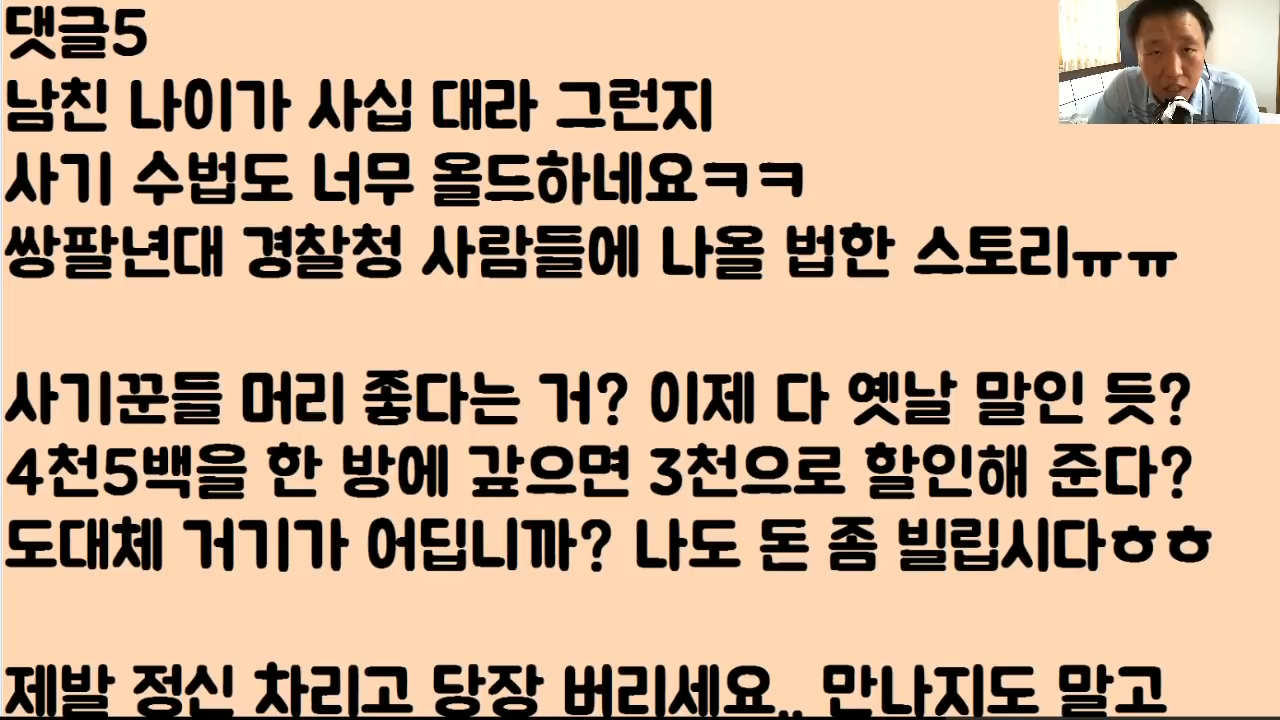 댓글5
남친 나이가 사십 대라 그런지
사기 수법도 너무 올드하네요ㅋㅋ
쌍팔년대 경찰청 사람들에 나올 법한 스토리ㅠㅠ
사기꾼들 머리 좋다는 거? 이제 다 옛날 말인 듯?
4천5백을 한 방에 갚으면 3천으로 할인해 준다?
도대체 거기가 어딥니까? 나도 돈 좀 빌립시다ㅎㅎ
제발 정신 차리고 당장 버리세요.. 만나지도 말고